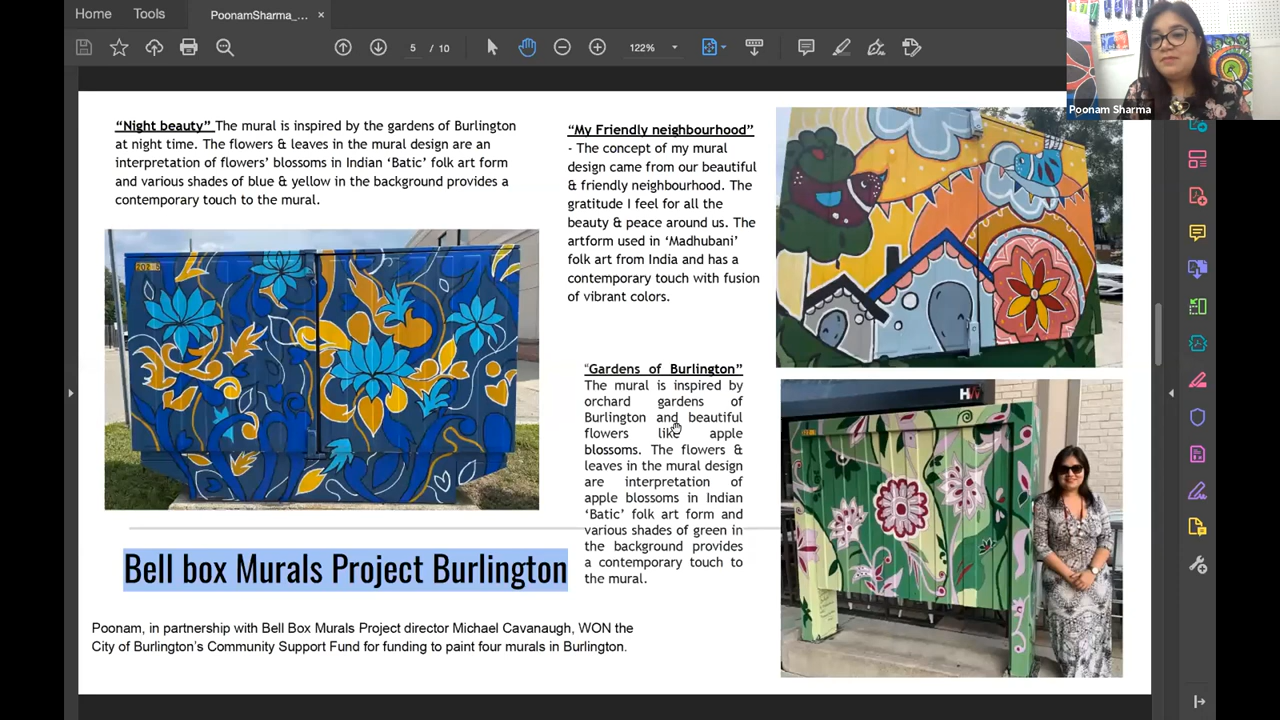 Home Tools PoonamSharma_... ×
5 / 10 122%
Poonam Sharma
“Night beauty” The mural is inspired by the gardens of Burlington
at night time. The flowers & leaves in the mural design are an
interpretation of flowers’ blossoms in Indian ‘Batic’ folk art form
and various shades of blue & yellow in the background provides a
contemporary touch to the mural.
“My Friendly neighbourhood”
- The concept of my mural
design came from our beautiful
& friendly neighbourhood. The
gratitude I feel for all the
beauty & peace around us. The
artform used in ‘Madhubani’
folk art from India and has a
contemporary touch with fusion
of vibrant colors.
“Gardens of Burlington”
The mural is inspired by
orchard gardens of
Burlington and beautiful
flowers like apple
blossoms. The flowers &
leaves in the mural design
are interpretation of
apple blossoms in Indian
‘Batic’ folk art form and
various shades of green in
the background provides
a contemporary touch to
the mural.
Bell box Murals Project Burlington
Poonam, in partnership with Bell Box Murals Project director Michael Cavanaugh, WON the
City of Burlington’s Community Support Fund for funding to paint four murals in Burlington.